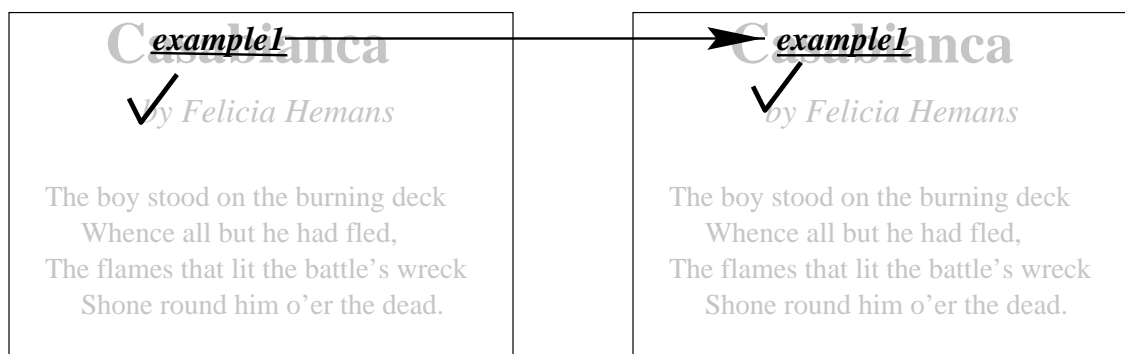 Casabianca
example1
by Felicia Hemans
The boy stood on the burning deck
Whence all but he had fled,
The flames that lit the battle’s wreck
Shone round him o’er the dead.
Casabianca
example1
by Felicia Hemans
The boy stood on the burning deck
Whence all but he had fled,
The flames that lit the battle’s wreck
Shone round him o’er the dead.